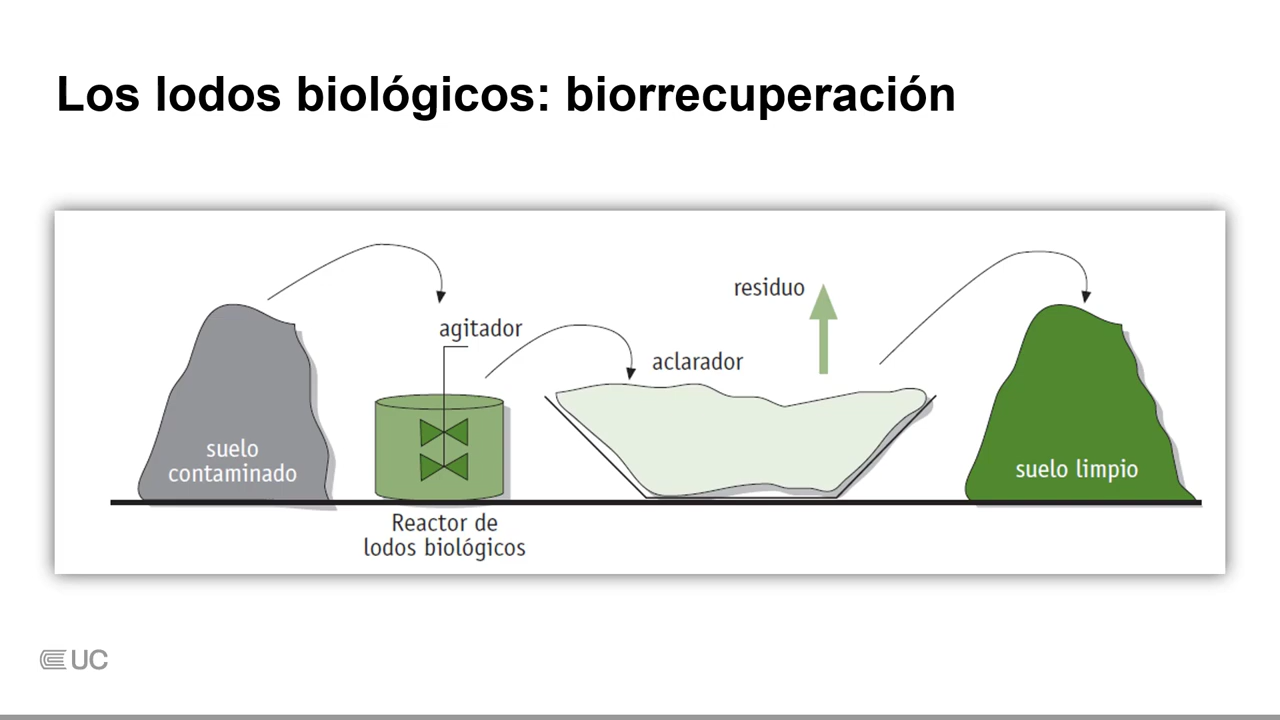 Los lodos biológicos: biorrecuperación
residuo
agitador
aclarador
suelo
contaminado
suelo limpio
Reactor de
lodos biológicos
UC